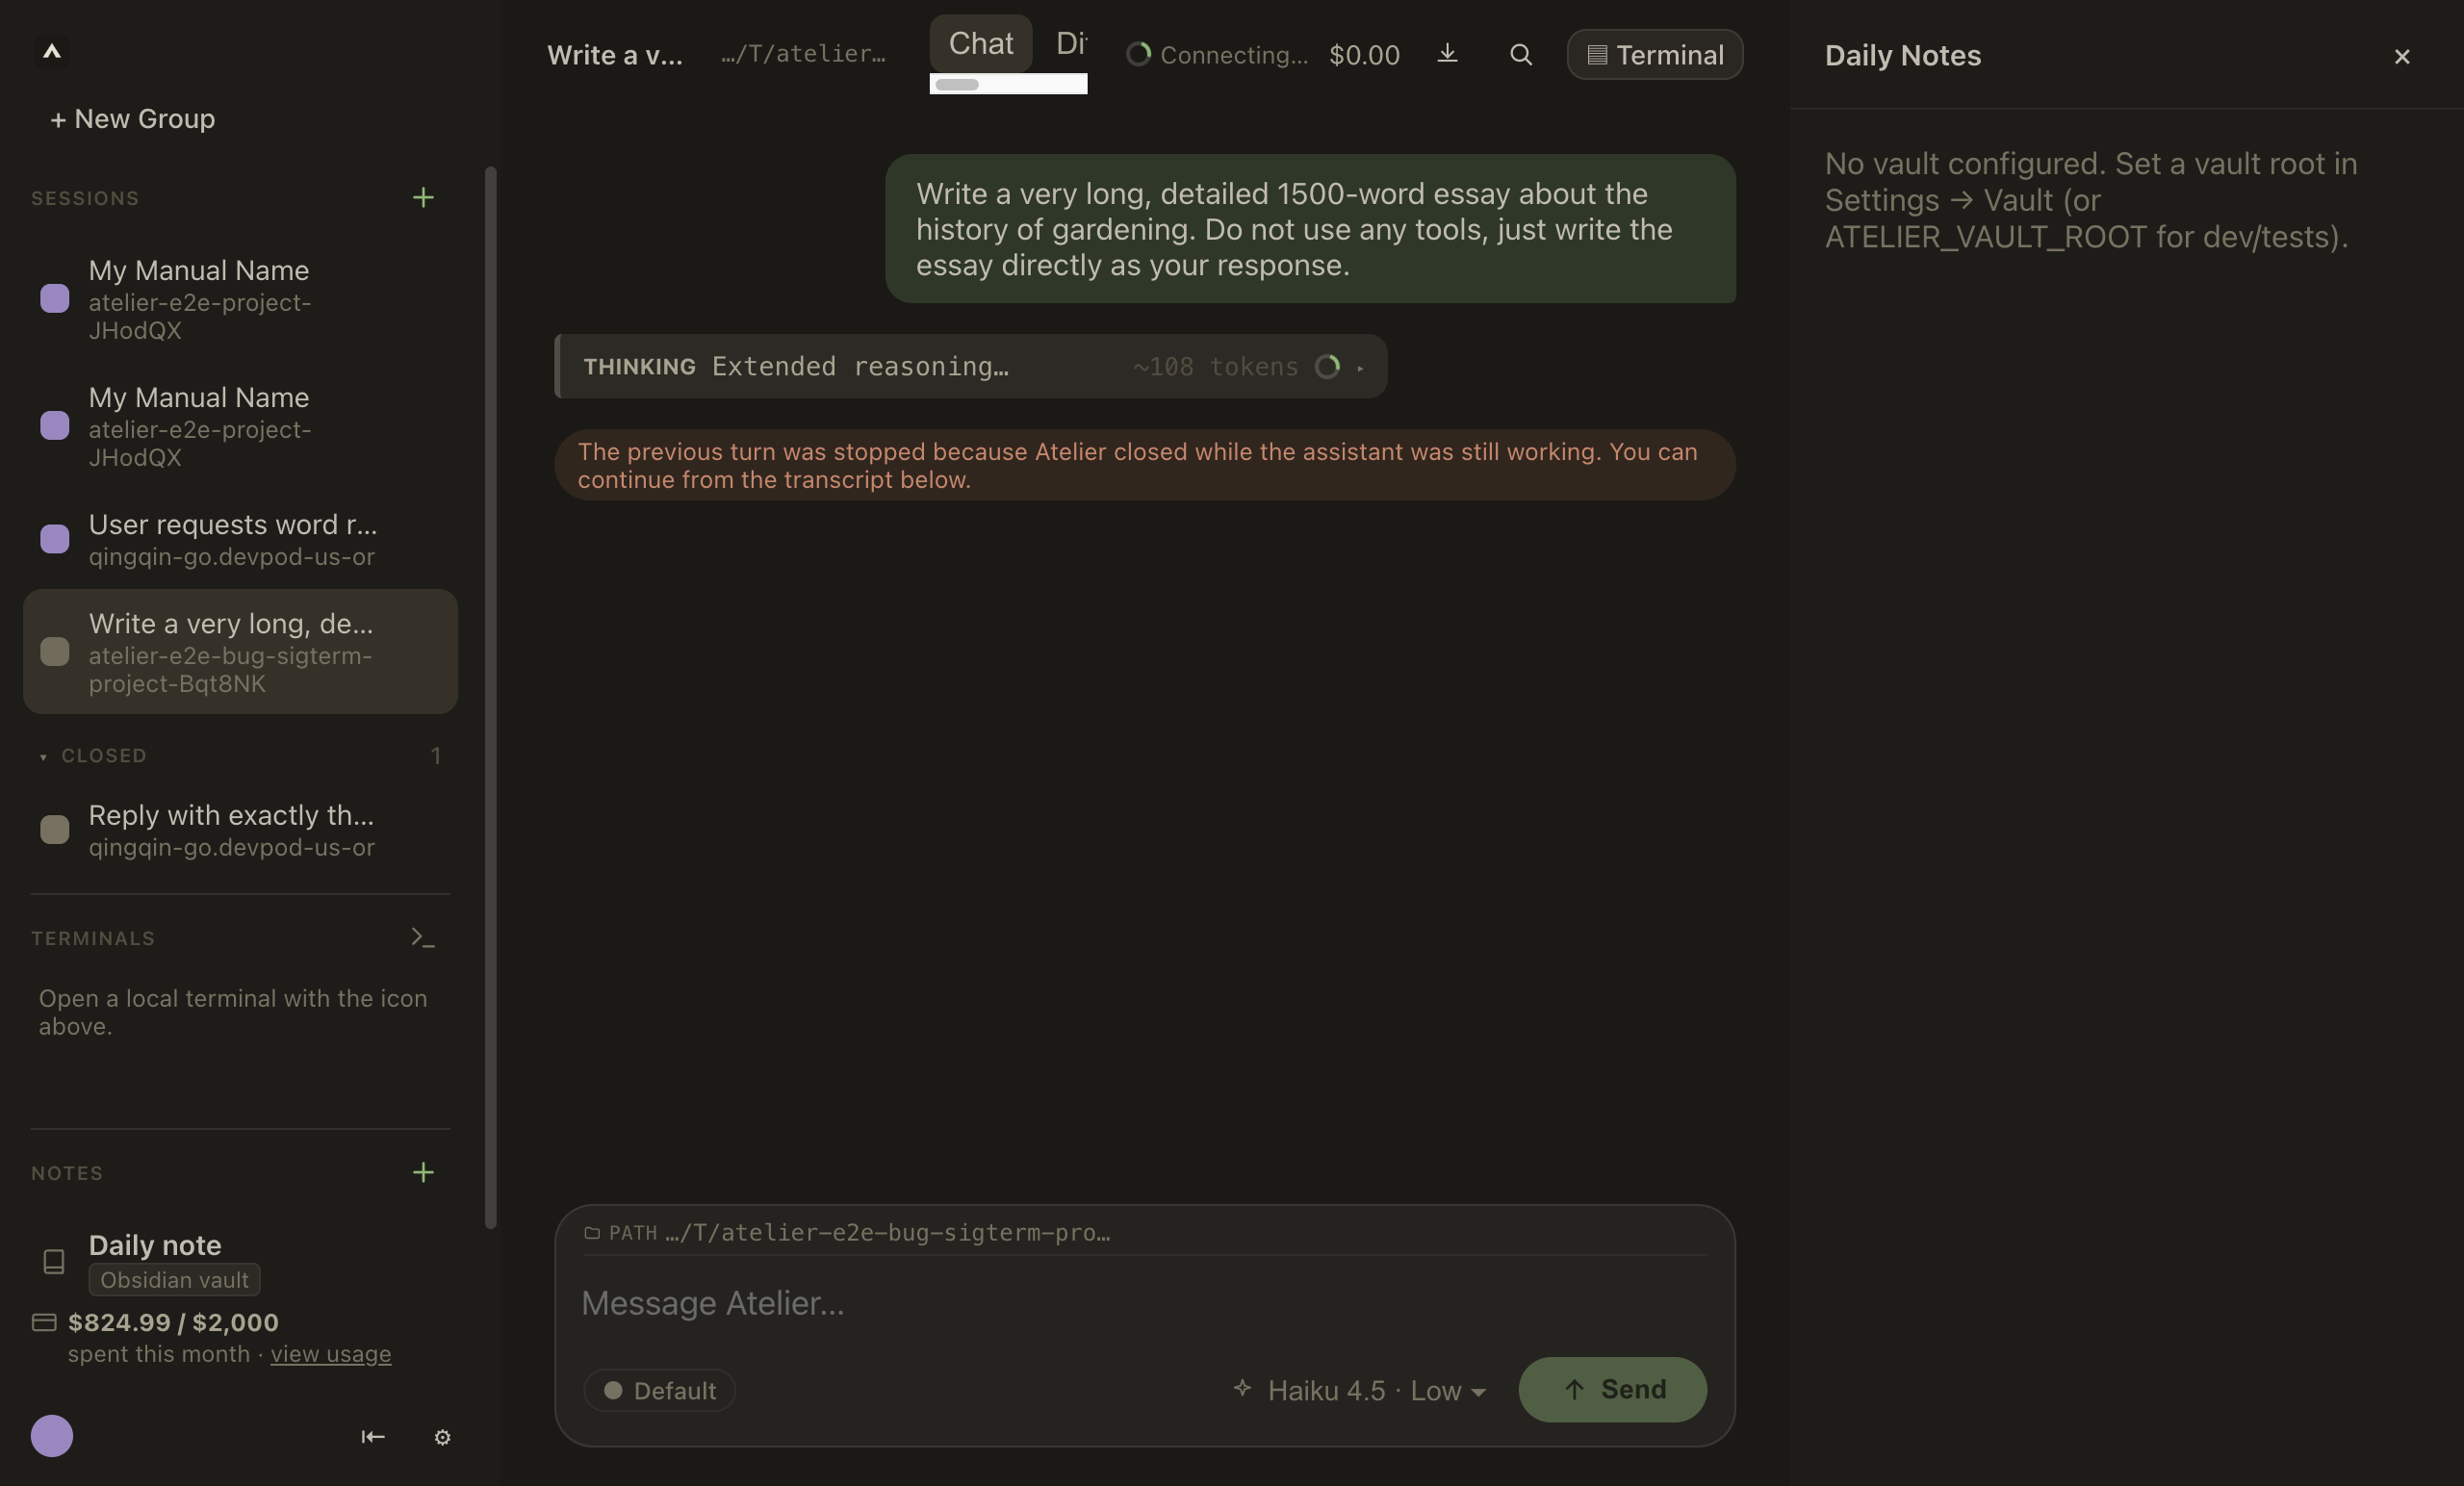 + New Group
SESSIONS
My Manual Name
atelier-e2e-project-
JHodQX
My Manual Name
atelier-e2e-project-
JHodQX
User requests word r...
qingqin-go.devpod-us-or
Write a very long, de...
atelier-e2e-bug-sigterm-
project-Bqt8NK
CLOSED 1
Reply with exactly th...
qingqin-go.devpod-us-or
TERMINALS
Open a local terminal with the icon
above.
NOTES
Daily note
Obsidian vault
$824.99 / $2,000
spent this month · view usage
Write a v... …/T/atelier… Chat Di Connecting... $0.00 Terminal
Write a very long, detailed 1500-word essay about the
history of gardening. Do not use any tools, just write the
essay directly as your response.
THINKING Extended reasoning… ~108 tokens
The previous turn was stopped because Atelier closed while the assistant was still working. You can
continue from the transcript below.
PATH …/T/atelier-e2e-bug-sigterm-pro…
Message Atelier...
Default Haiku 4.5 · Low Send
Daily Notes
No vault configured. Set a vault root in
Settings → Vault (or
ATELIER_VAULT_ROOT for dev/tests).